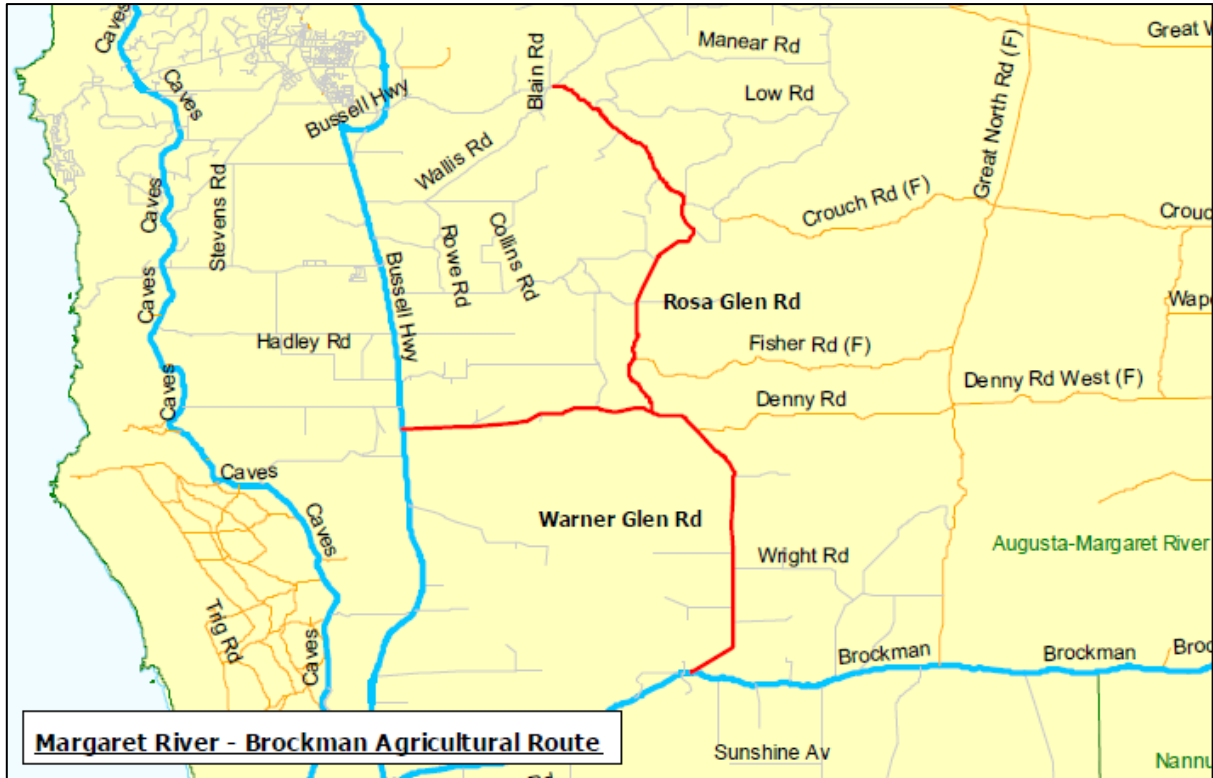 Caves
Great W
Manear Rd
Blain Rd
Low Rd
Caves
Bussell Hwy
Great North Rd (F)
Wallis Rd
Stevens Rd
Caves
Crouch Rd (F)
Crouc
Rowe Rd
Collins Rd
Bussell Hwy
Caves
Rosa Glen Rd
Wape
Hadley Rd
Fisher Rd (F)
Caves
Denny Rd
Denny Rd West (F)
Caves
Caves
Warner Glen Rd
Wright Rd
Augusta-Margaret River
Trig Rd
Caves
Brockman
Brockman
Broc
Margaret River - Brockman Agricultural Route
Sunshine Av
Nannu
Rd